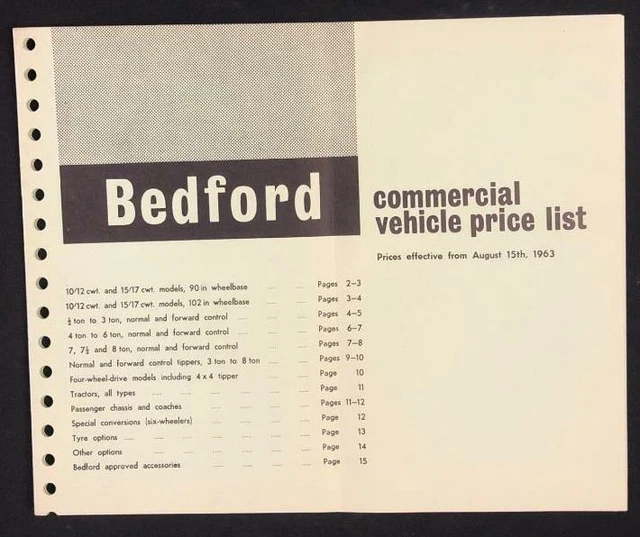 Bedford
commercial
vehicle price list
Prices effective from August 15th, 1963
10/12 cwt. and 15/17 cwt. models, 90 in wheelbase .... .... Pages 2–3
10/12 cwt. and 15/17 cwt. models, 102 in wheelbase .... .... Pages 3–4
½ ton to 3 ton, normal and forward control .... .... .... Pages 4–5
4 ton to 6 ton, normal and forward control .... .... .... Pages 6–7
7, 7½ and 8 ton, normal and forward control .... .... Pages 7–8
Normal and forward control tippers, 3 ton to 8 ton .... .... Pages 9–10
Four-wheel-drive models including 4 x 4 tipper .... .... Page 10
Tractors, all types .... .... .... .... .... Page 11
Passenger chassis and coaches .... .... .... Pages 11–12
Special conversions (six-wheelers) .... .... .... Page 12
Tyre options .... .... .... .... .... .... Page 13
Other options .... .... .... .... .... Page 14
Bedford approved accessories .... .... .... .... Page 15